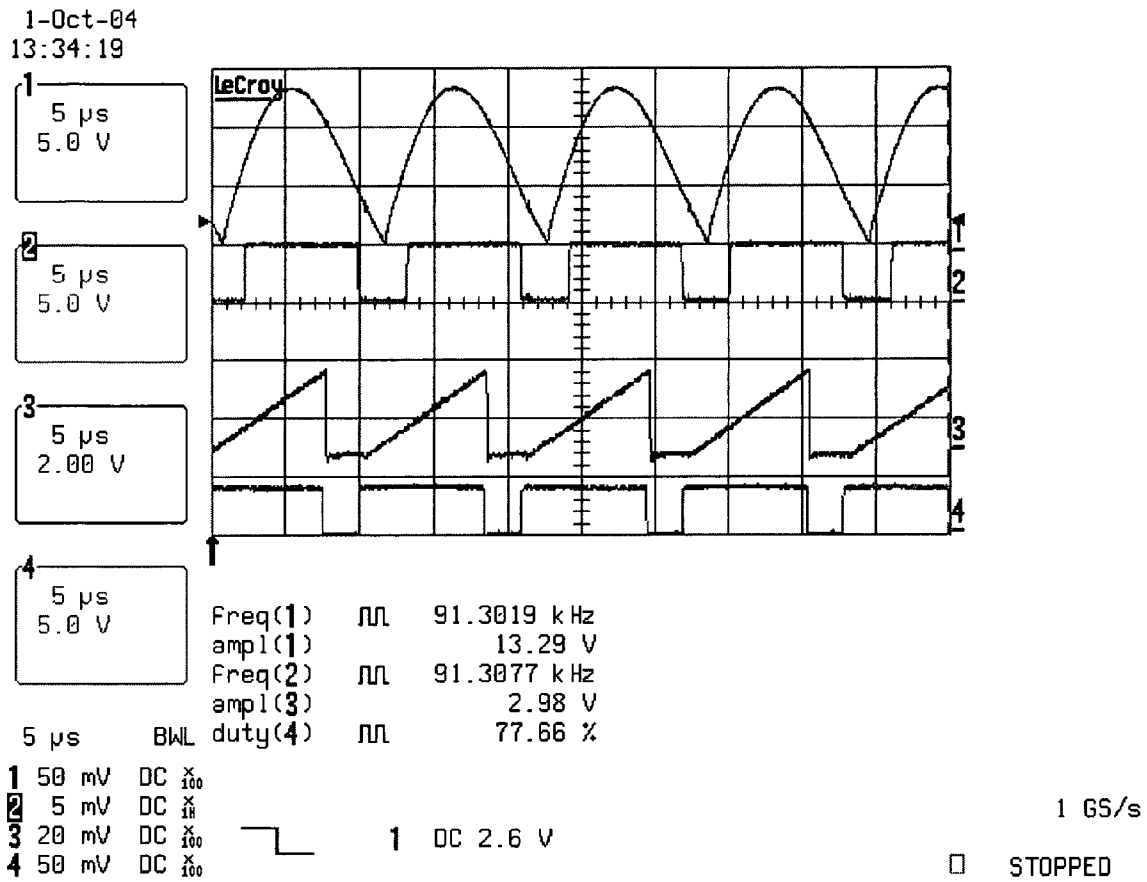 1-Oct-04
13:34:19
1
5 µs
5.0 V
2
5 µs
5.0 V
3
5 µs
2.00 V
4
5 µs
5.0 V
LeCroy
1
2
3
4
freq(1) 91.3019 kHz
ampl(1) 13.29 V
freq(2) 91.3077 kHz
ampl(3) 2.98 V
duty(4) 77.66 %
5 µs BWL
1 50 mV DC X100
2 5 mV DC
3 20 mV DC X100
4 50 mV DC X100
1 DC 2.6 V
1 GS/s
STOPPED